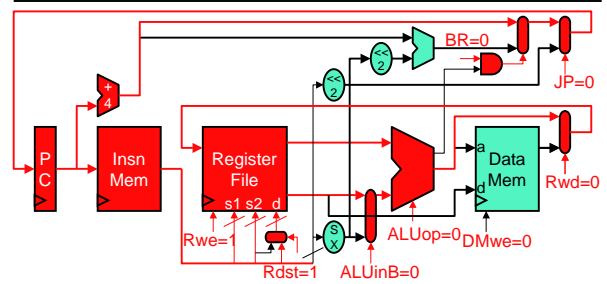 BR=0
<<
2
<<
2
JP=0
+
4
P
C
Insn
Mem
Register
File
s1 s2 d
a
d
Data
Mem
Rwd=0
Rwe=1
Rdst=1
S
X
ALUinB=0
ALUop=0
DMwe=0